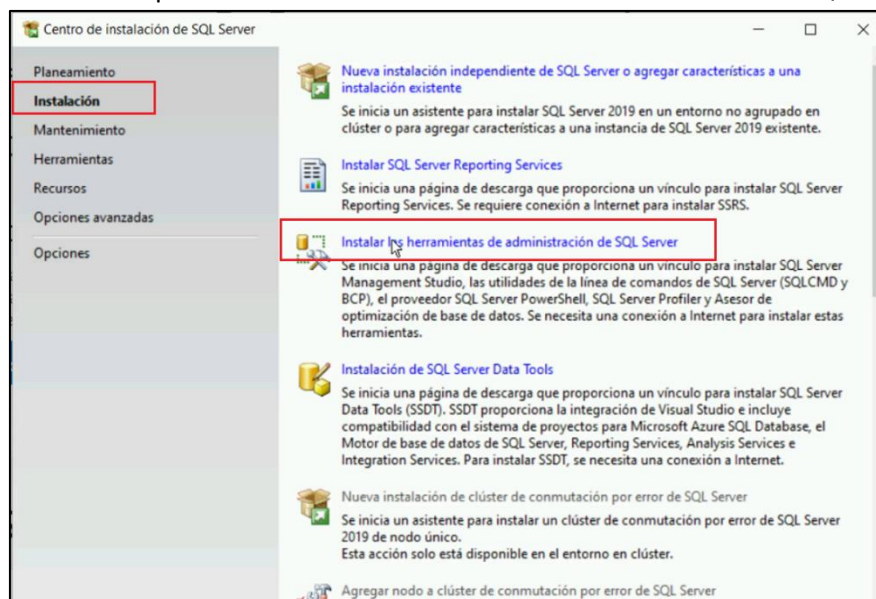 Centro de instalación de SQL Server
Planeamiento
Instalación
Mantenimiento
Herramientas
Recursos
Opciones avanzadas
Opciones
Nueva instalación independiente de SQL Server o agregar características a una
instalación existente
Se inicia un asistente para instalar SQL Server 2019 en un entorno no agrupado en
clúster o para agregar características a una instancia de SQL Server 2019 existente.
Instalar SQL Server Reporting Services
Se inicia una página de descarga que proporciona un vínculo para instalar SQL Server
Reporting Services. Se requiere conexión a Internet para instalar SSRS.
Instalar las herramientas de administración de SQL Server
Se inicia una página de descarga que proporciona un vínculo para instalar SQL Server
Management Studio, las utilidades de la línea de comandos de SQL Server (SQLCMD y
BCP), el proveedor SQL Server PowerShell, SQL Server Profiler y Asesor de
optimización de base de datos. Se necesita una conexión a Internet para instalar estas
herramientas.
Instalación de SQL Server Data Tools
Se inicia una página de descarga que proporciona un vínculo para instalar SQL Server
Data Tools (SSDT). SSDT proporciona la integración de Visual Studio e incluye
compatibilidad con el sistema de proyectos para Microsoft Azure SQL Database, el
Motor de base de datos de SQL Server, Reporting Services, Analysis Services e
Integration Services. Para instalar SSDT, se necesita una conexión a Internet.
Nueva instalación de clúster de conmutación por error de SQL Server
Se inicia un asistente para instalar un clúster de conmutación por error de SQL Server
2019 de nodo único.
Esta acción solo está disponible en el entorno en clúster.
Agregar nodo a clúster de conmutación por error de SQL Server